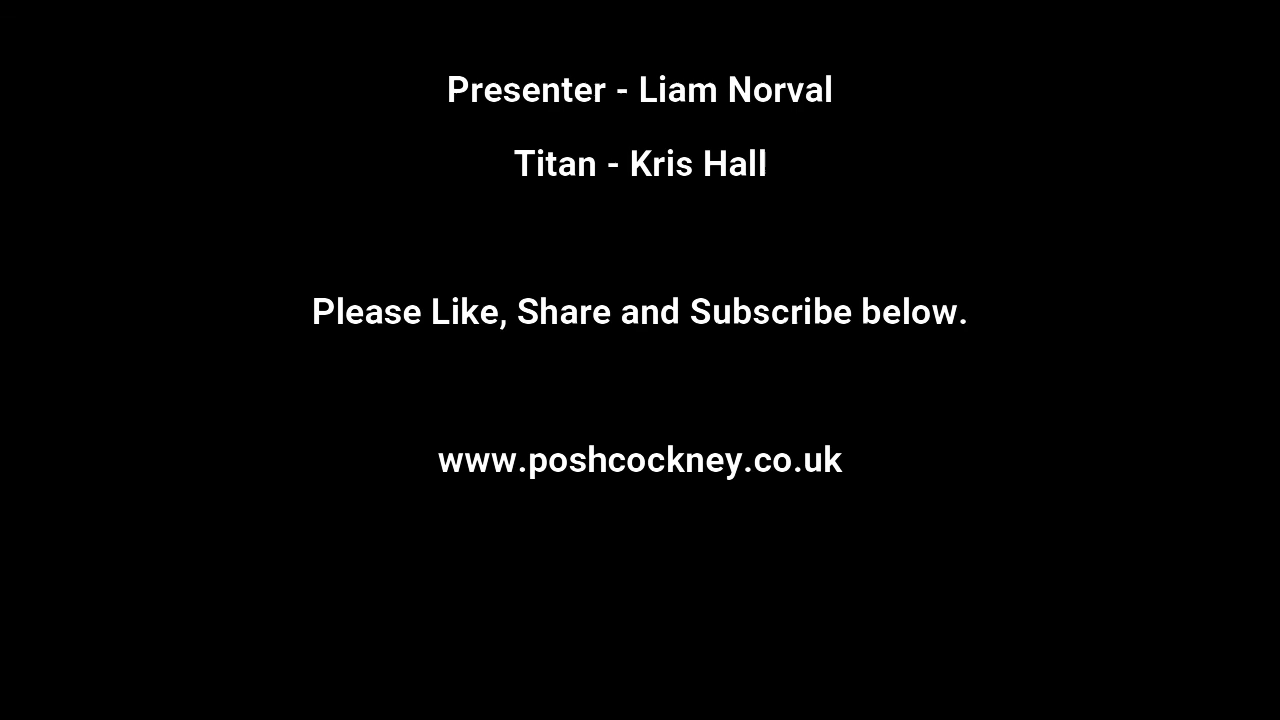 Presenter - Liam Norval
Titan - Kris Hall
Please Like, Share and Subscribe below.
www.poshcockney.co.uk